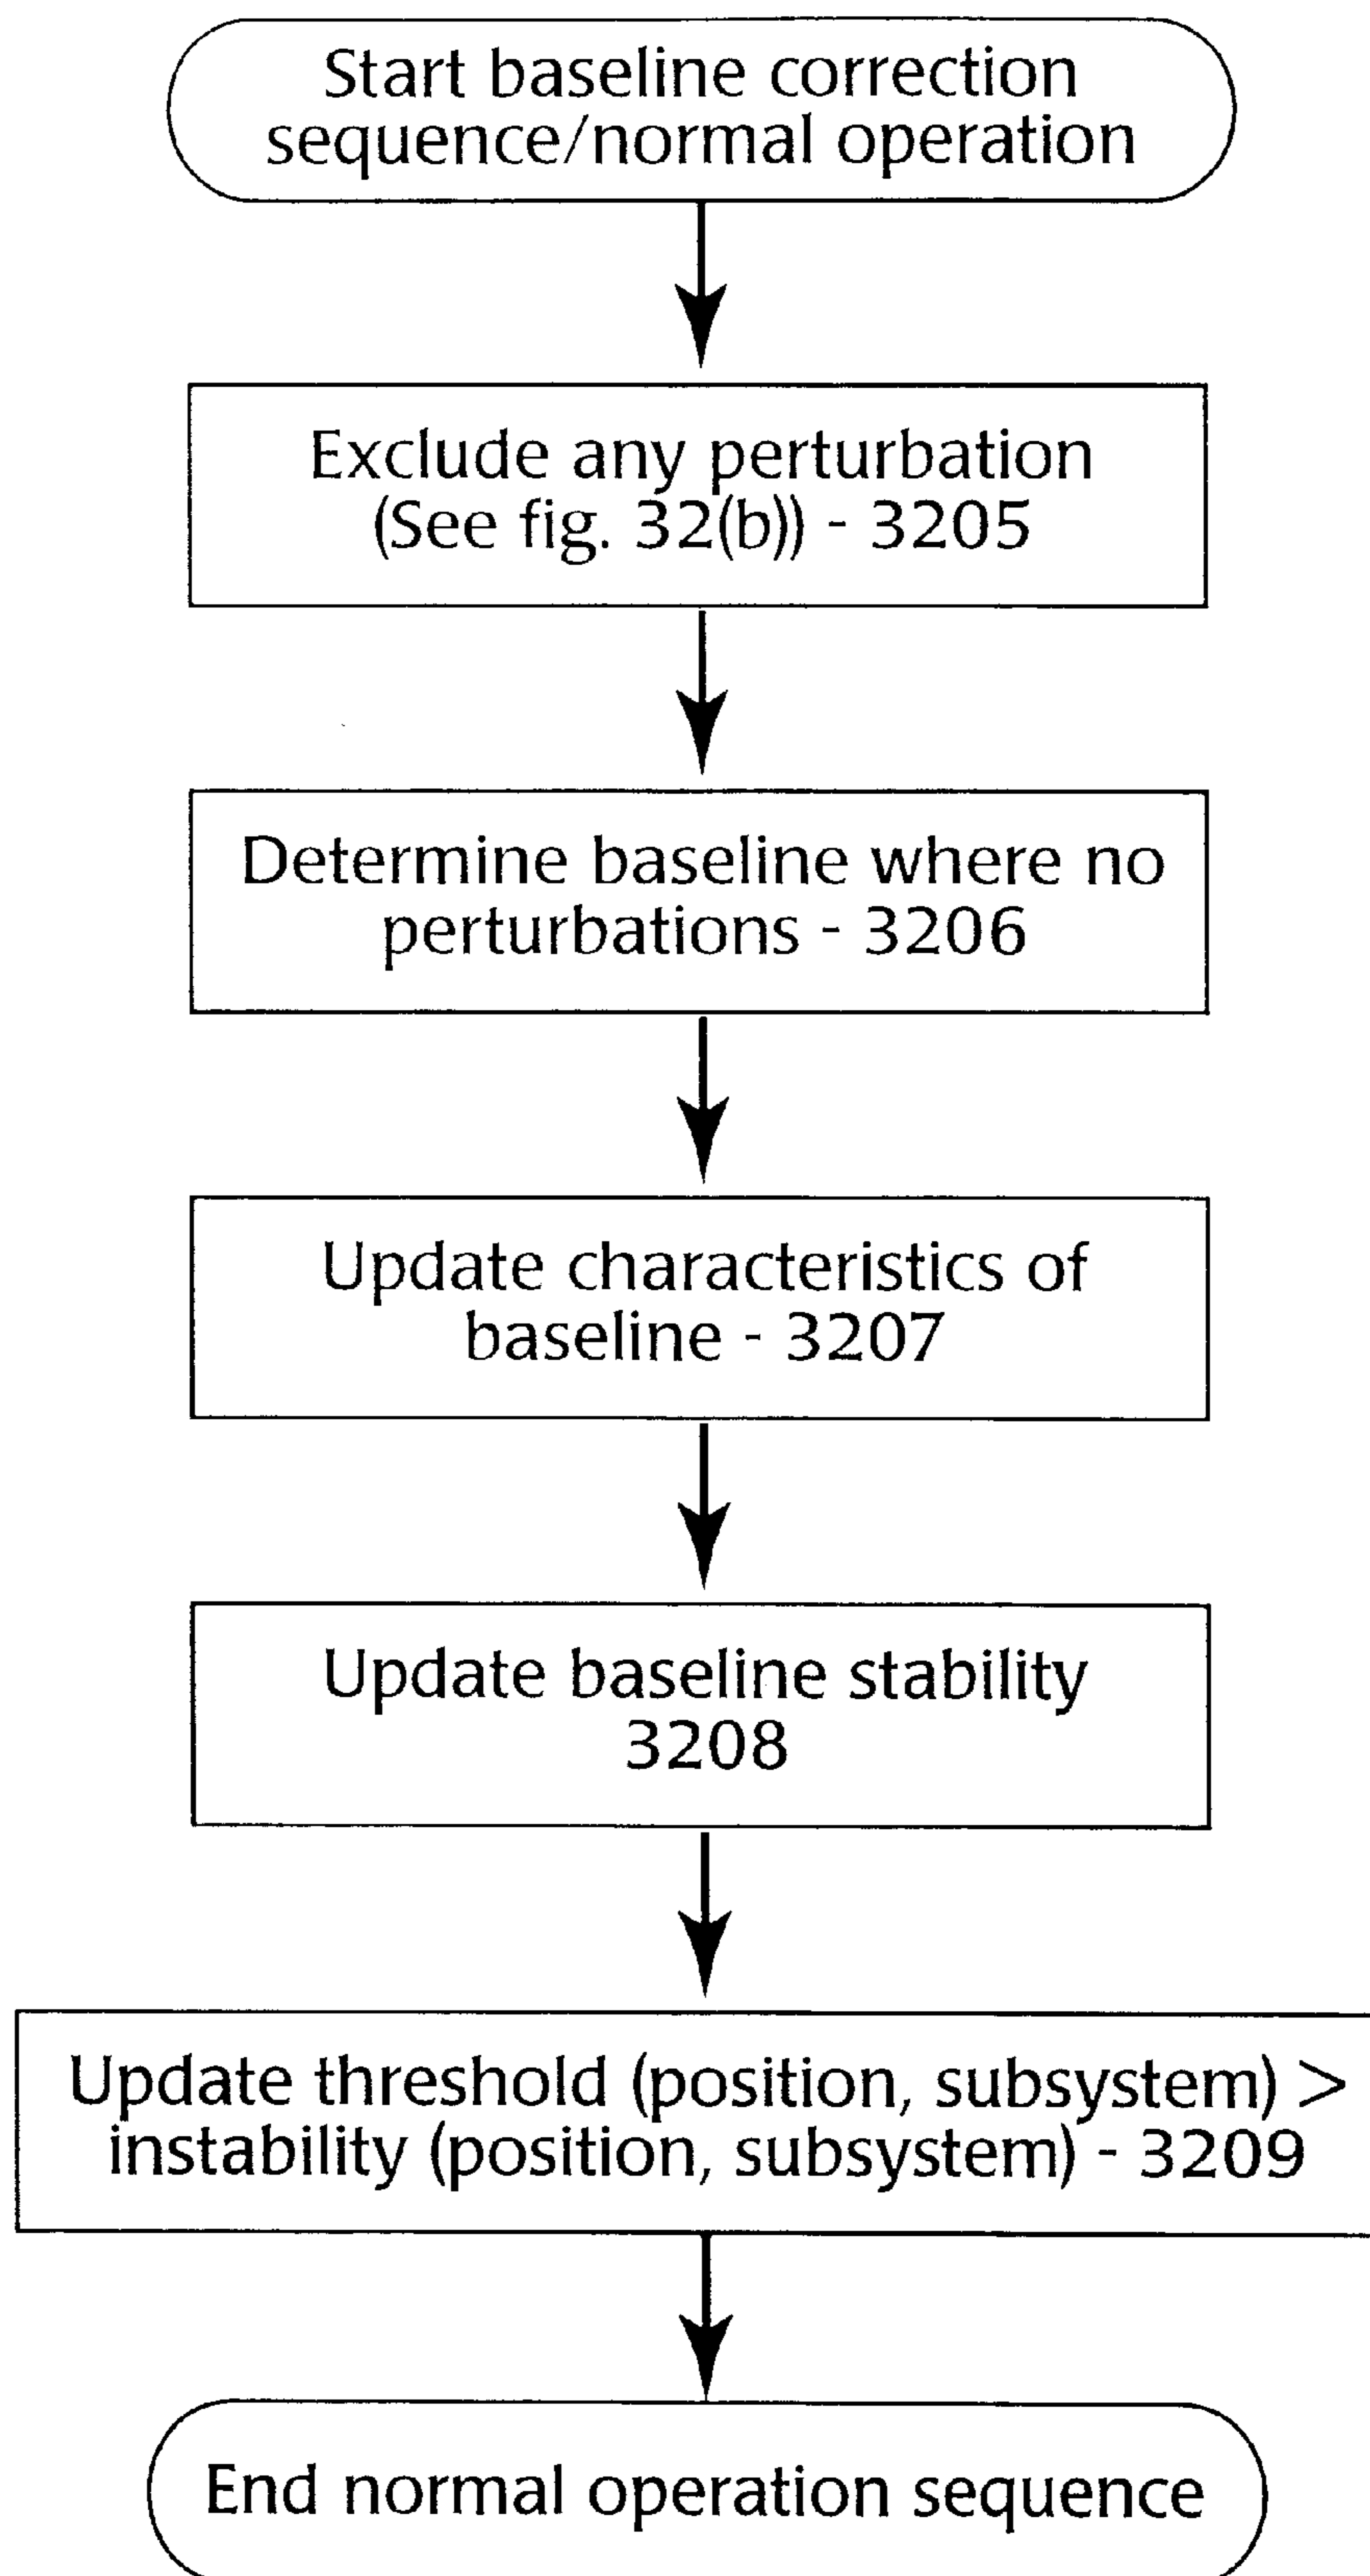 Start baseline correction
sequence/normal operation
Exclude any perturbation
(See fig. 32(b)) - 3205
Determine baseline where no
perturbations - 3206
Update characteristics of
baseline - 3207
Update baseline stability
3208
Update threshold (position, subsystem) >
instability (position, subsystem) - 3209
End normal operation sequence